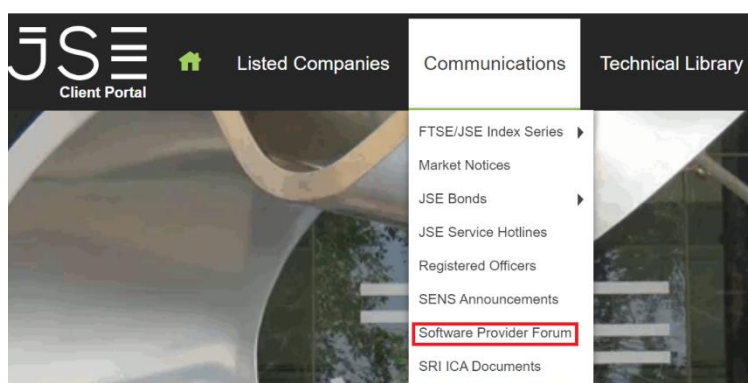 JSE
Client Portal
Listed Companies
Communications
Technical Library
FTSE/JSE Index Series
Market Notices
JSE Bonds
JSE Service Hotlines
Registered Officers
SENS Announcements
Software Provider Forum
SRI ICA Documents